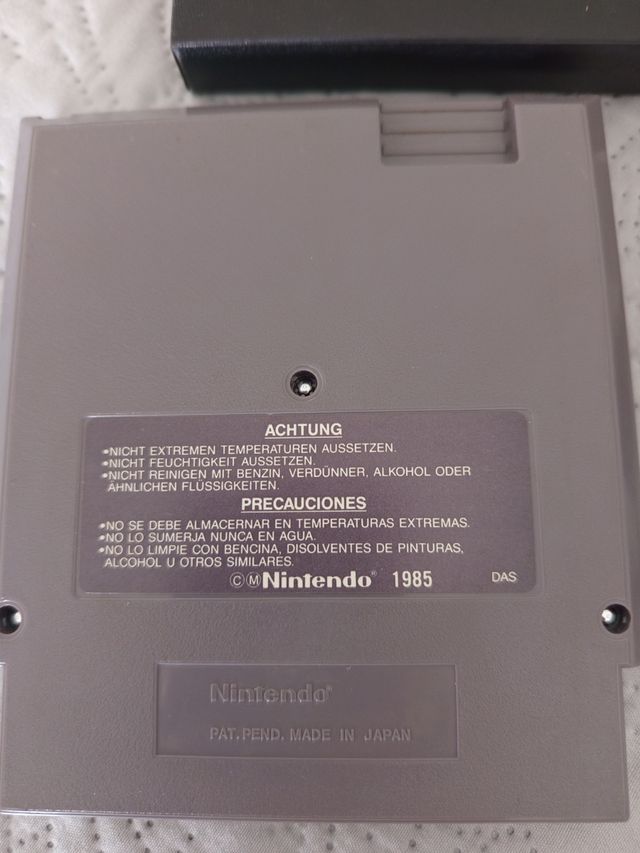 ACHTUNG
•NICHT EXTREMEN TEMPERATUREN AUSSETZEN.
•NICHT FEUCHTIGKEIT AUSSETZEN.
•NICHT REINIGEN MIT BENZIN, VERDÜNNER, ALKOHOL ODER
ÄHNLICHEN FLÜSSIGKEITEN.
PRECAUCIONES
•NO SE DEBE ALMACERNAR EN TEMPERATURAS EXTREMAS.
•NO LO SUMERJA NUNCA EN AGUA.
•NO LO LIMPIE CON BENCINA, DISOLVENTES DE PINTURAS,
ALCOHOL U OTROS SIMILARES.
©Ⓜ Nintendo® 1985 DAS
Nintendo®
PAT. PEND. MADE IN JAPAN